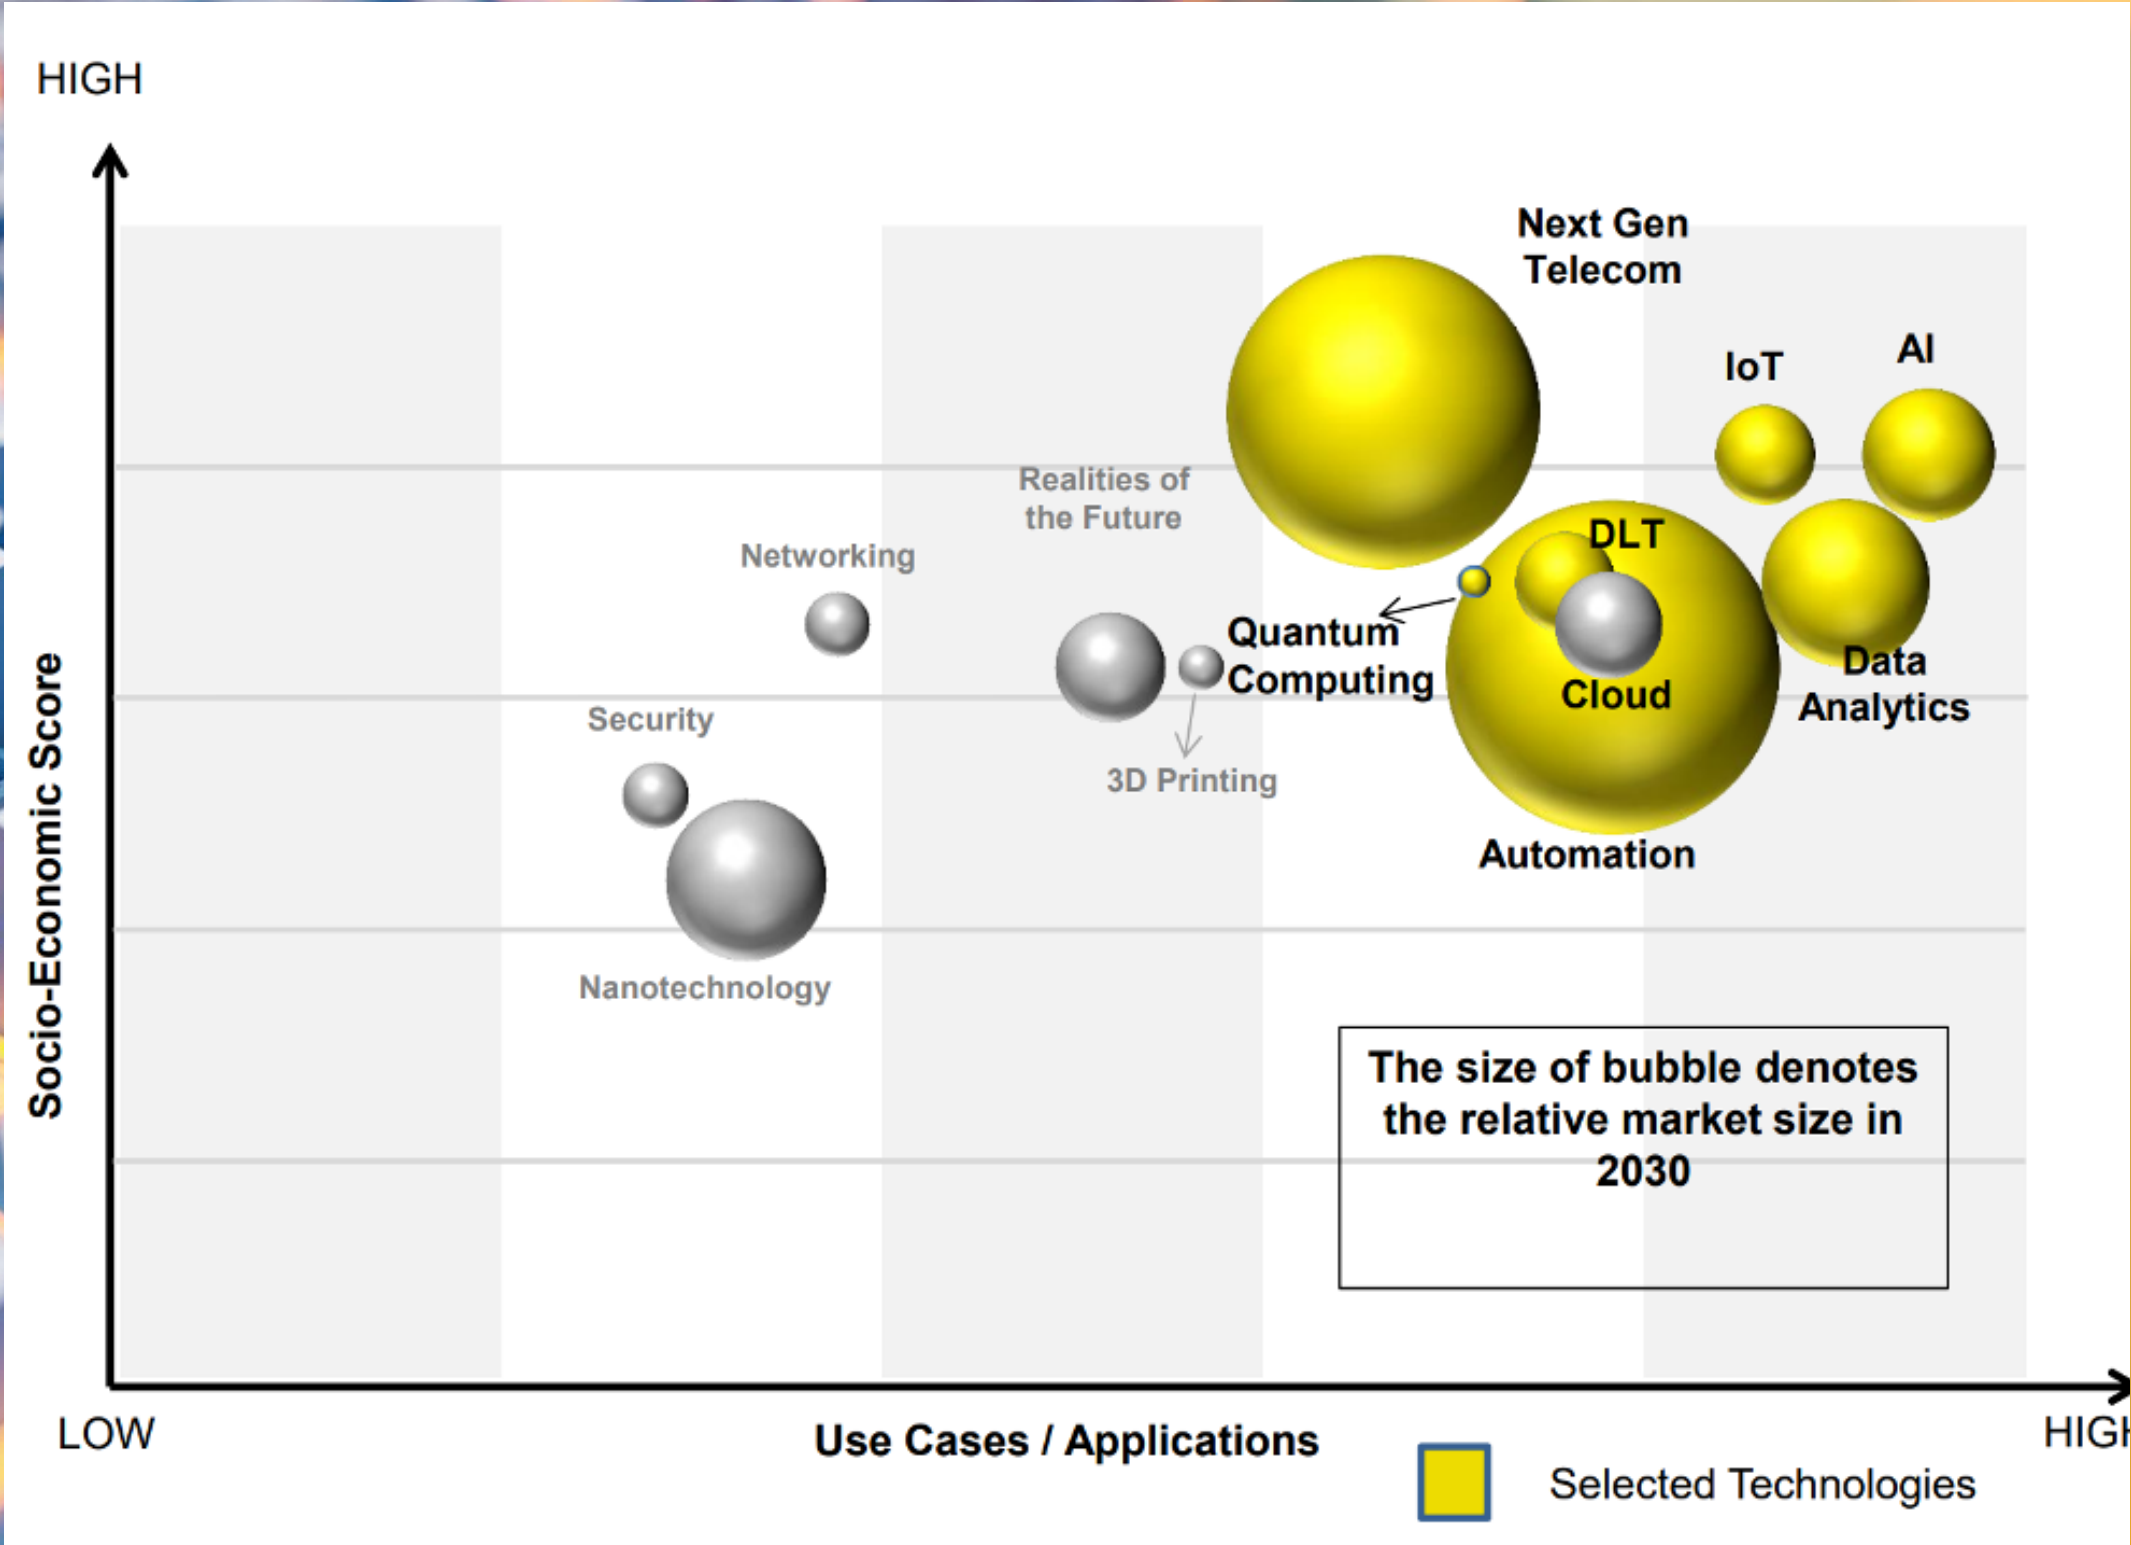 HIGH
Next Gen
Telecom
IoT
AI
Realities of
the Future
DLT
Networking
Quantum
Computing
Data
Analytics
Cloud
Security
3D Printing
Automation
Nanotechnology
Socio-Economic Score
The size of bubble denotes
the relative market size in
2030
LOW
Use Cases / Applications
HIGH
Selected Technologies